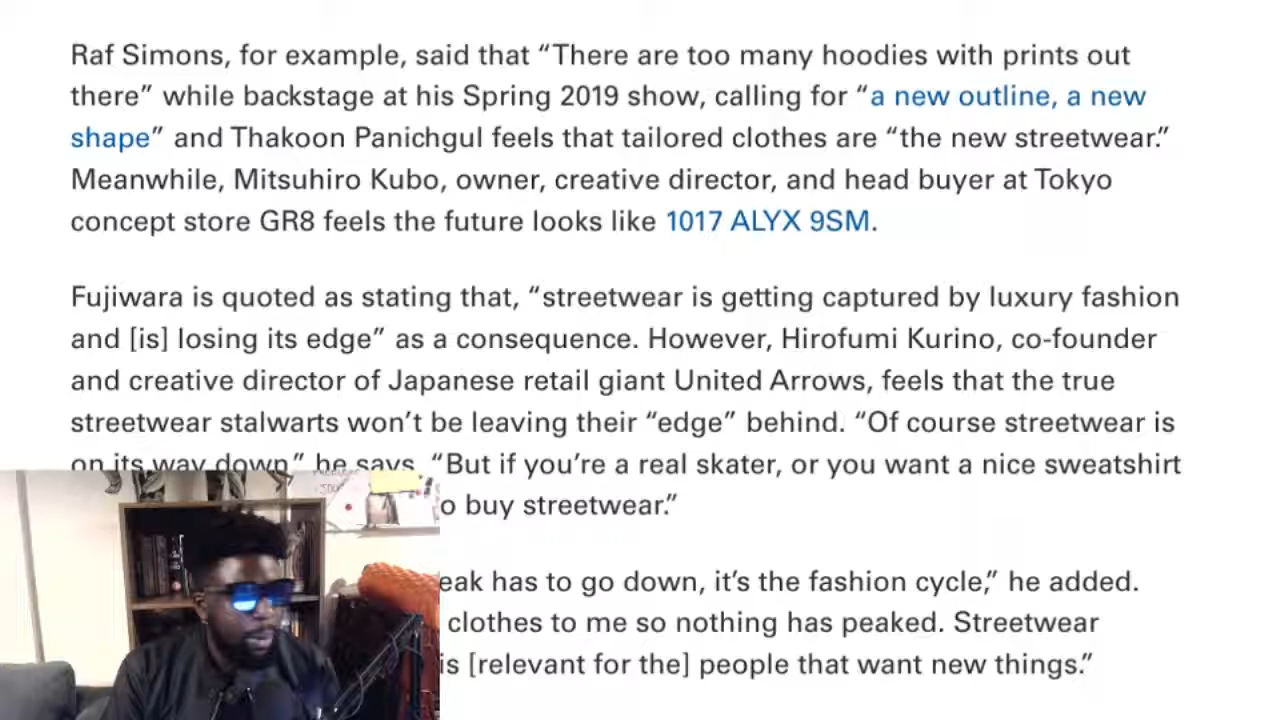 Raf Simons, for example, said that “There are too many hoodies with prints out
there” while backstage at his Spring 2019 show, calling for “a new outline, a new
shape” and Thakoon Panichgul feels that tailored clothes are “the new streetwear.”
Meanwhile, Mitsuhiro Kubo, owner, creative director, and head buyer at Tokyo
concept store GR8 feels the future looks like 1017 ALYX 9SM.
Fujiwara is quoted as stating that, “streetwear is getting captured by luxury fashion
and [is] losing its edge” as a consequence. However, Hirofumi Kurino, co-founder
and creative director of Japanese retail giant United Arrows, feels that the true
streetwear stalwarts won’t be leaving their “edge” behind. “Of course streetwear is
on its way down,” he says. “But if you’re a real skater, or you want a nice sweatshirt
o buy streetwear.”
eak has to go down, it’s the fashion cycle,” he added.
clothes to me so nothing has peaked. Streetwear
is [relevant for the] people that want new things.”